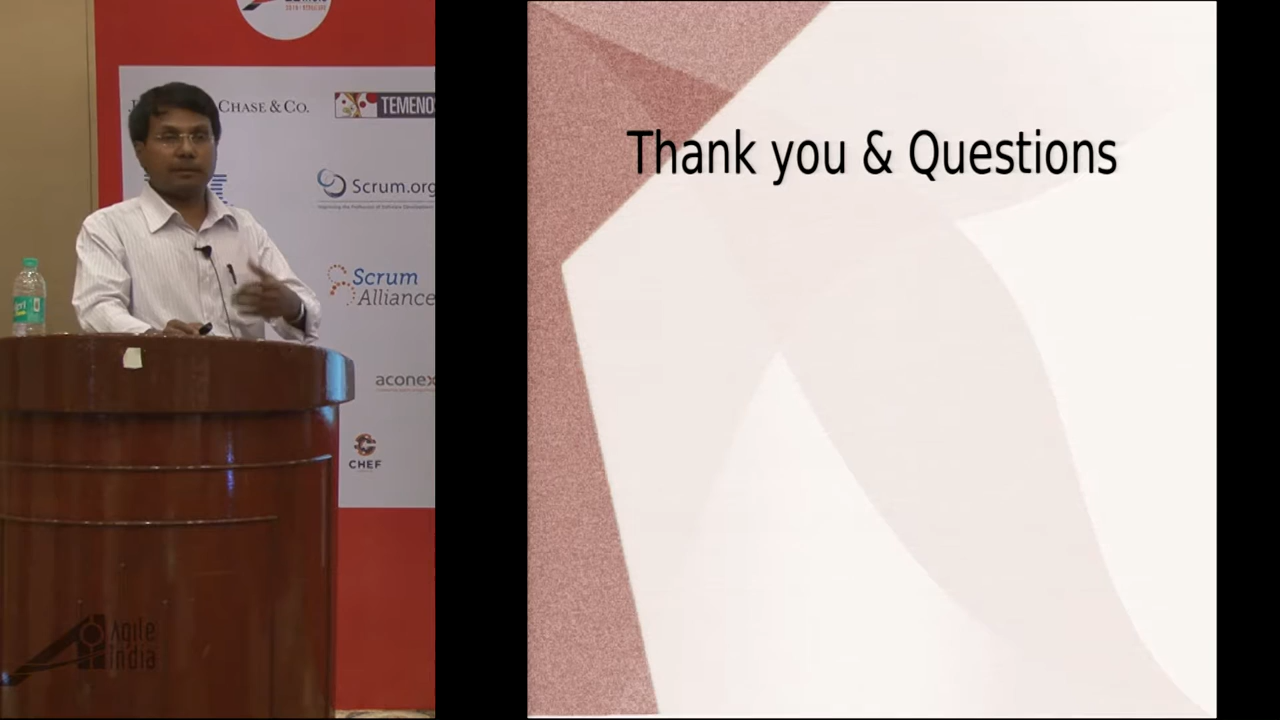 CHASE & CO.
TEMENOS
Scrum.org
Scrum
Alliance
aconex
CHEF
Agile
India
Thank you & Questions